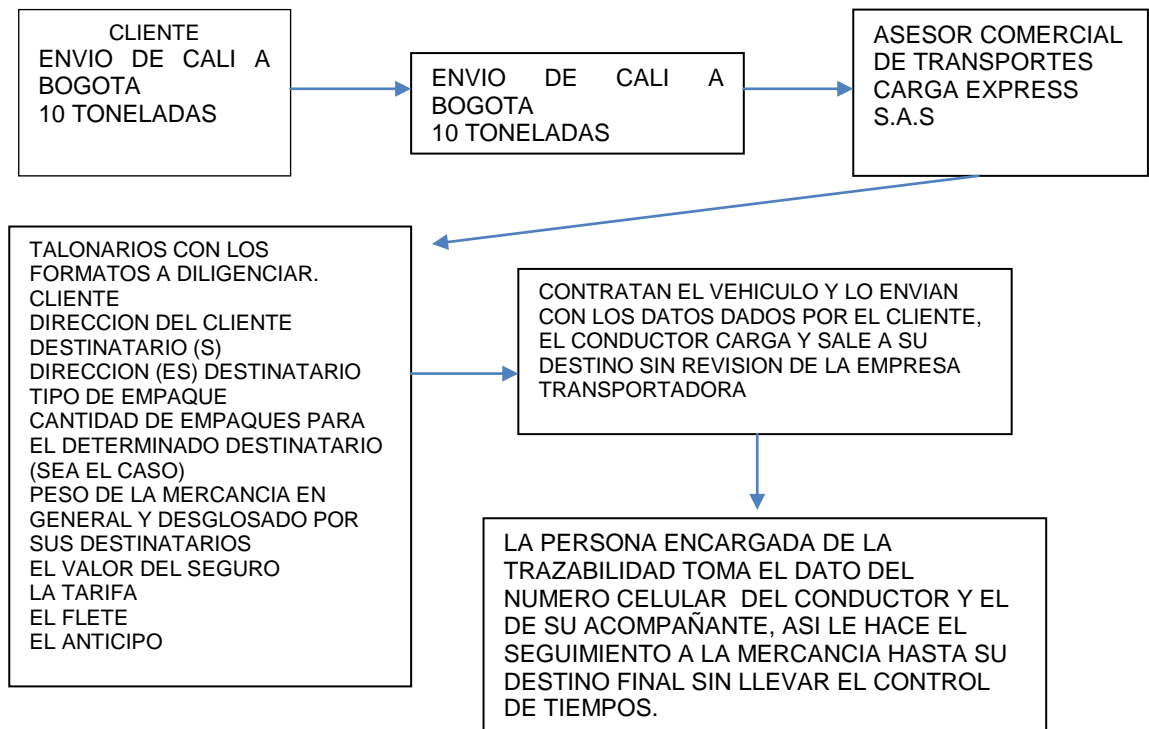 CLIENTE
ENVIO DE CALI A
BOGOTA
10 TONELADAS
ENVIO DE CALI A
BOGOTA
10 TONELADAS
ASESOR COMERCIAL
DE TRANSPORTES
CARGA EXPRESS
S.A.S
TALONARIOS CON LOS
FORMATOS A DILIGENCIAR.
CLIENTE
DIRECCION DEL CLIENTE
DESTINATARIO (S)
DIRECCION (ES) DESTINATARIO
TIPO DE EMPAQUE
CANTIDAD DE EMPAQUES PARA
EL DETERMINADO DESTINATARIO
(SEA EL CASO)
PESO DE LA MERCANCIA EN
GENERAL Y DESGLOSADO POR
SUS DESTINATARIOS
EL VALOR DEL SEGURO
LA TARIFA
EL FLETE
EL ANTICIPO
CONTRATAN EL VEHICULO Y LO ENVIAN
CON LOS DATOS DADOS POR EL CLIENTE,
EL CONDUCTOR CARGA Y SALE A SU
DESTINO SIN REVISION DE LA EMPRESA
TRANSPORTADORA
LA PERSONA ENCARGADA DE LA
TRAZABILIDAD TOMA EL DATO DEL
NUMERO CELULAR DEL CONDUCTOR Y EL
DE SU ACOMPAÑANTE, ASI LE HACE EL
SEGUIMIENTO A LA MERCANCIA HASTA SU
DESTINO FINAL SIN LLEVAR EL CONTROL
DE TIEMPOS.